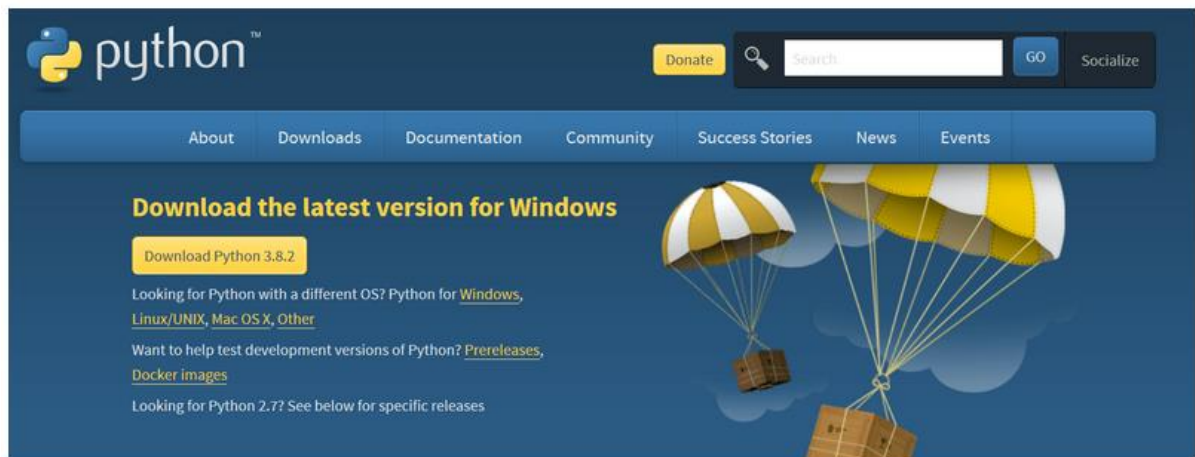 python™
Donate
Search
GO
Socialize
About Downloads Documentation Community Success Stories News Events
Download the latest version for Windows
Download Python 3.8.2
Looking for Python with a different OS? Python for Windows,
Linux/UNIX, Mac OS X, Other
Want to help test development versions of Python? Prereleases,
Docker images
Looking for Python 2.7? See below for specific releases